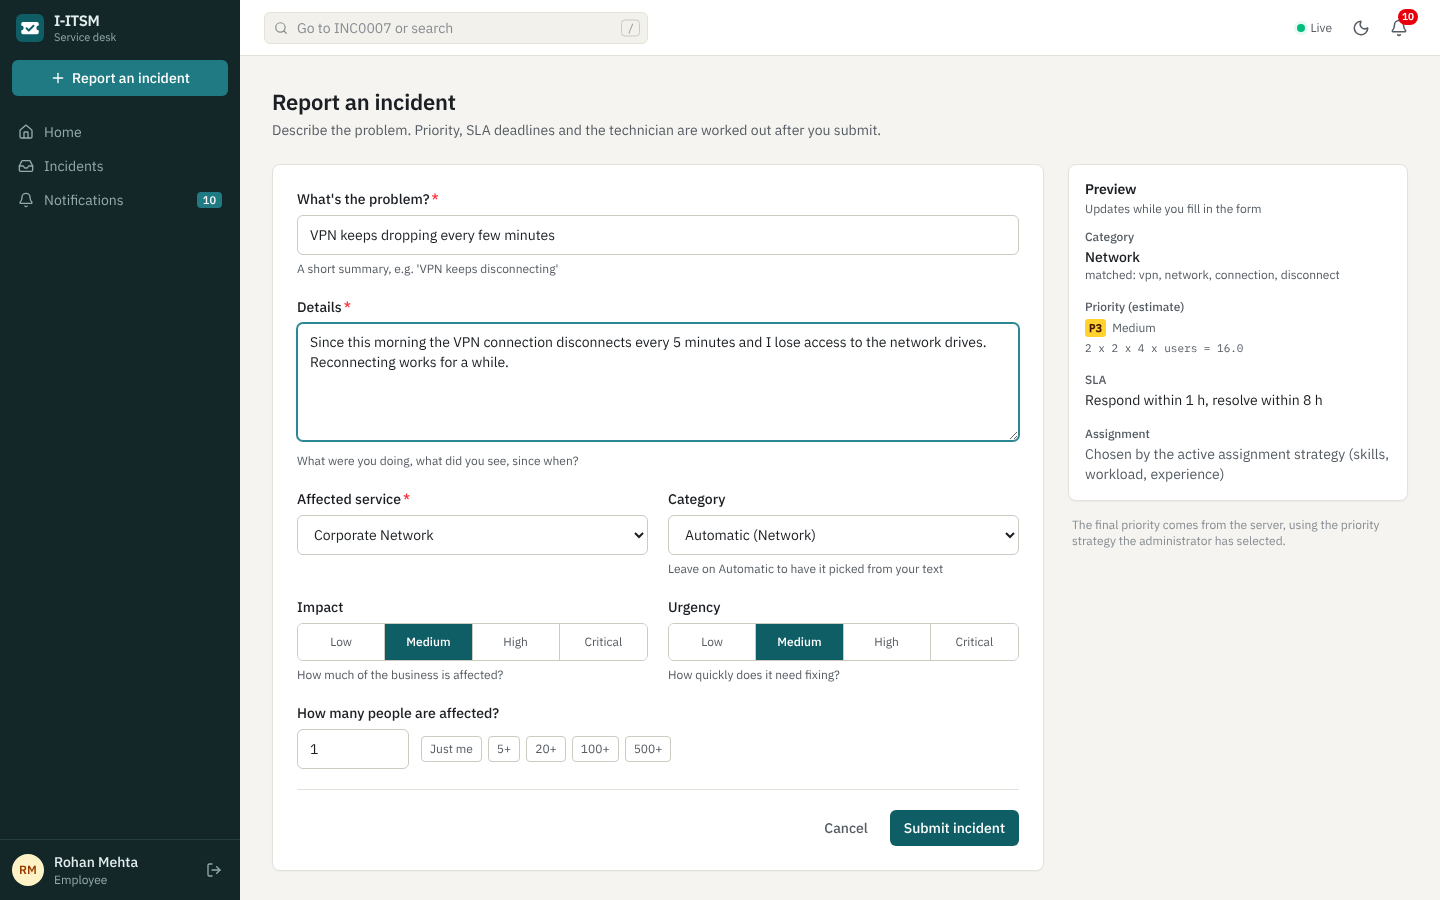 I-ITSM
Service desk
Report an incident
Home
Incidents
Notifications
10
Rohan Mehta
Employee
RM
Go to INC0007 or search
/
Live
10
Report an incident
Describe the problem. Priority, SLA deadlines and the technician are worked out after you submit.
What's the problem? *
VPN keeps dropping every few minutes
A short summary, e.g. 'VPN keeps disconnecting'
Details *
Since this morning the VPN connection disconnects every 5 minutes and I lose access to the network drives.
Reconnecting works for a while.
What were you doing, what did you see, since when?
Affected service *
Corporate Network
Category
Automatic (Network)
Leave on Automatic to have it picked from your text
Impact
Low Medium High Critical
How much of the business is affected?
Urgency
Low Medium High Critical
How quickly does it need fixing?
How many people are affected?
1
Just me 5+ 20+ 100+ 500+
Cancel
Submit incident
Preview
Updates while you fill in the form
Category
Network
matched: vpn, network, connection, disconnect
Priority (estimate)
P3 Medium
2 x 2 x 4 x users = 16.0
SLA
Respond within 1 h, resolve within 8 h
Assignment
Chosen by the active assignment strategy (skills,
workload, experience)
The final priority comes from the server, using the priority
strategy the administrator has selected.